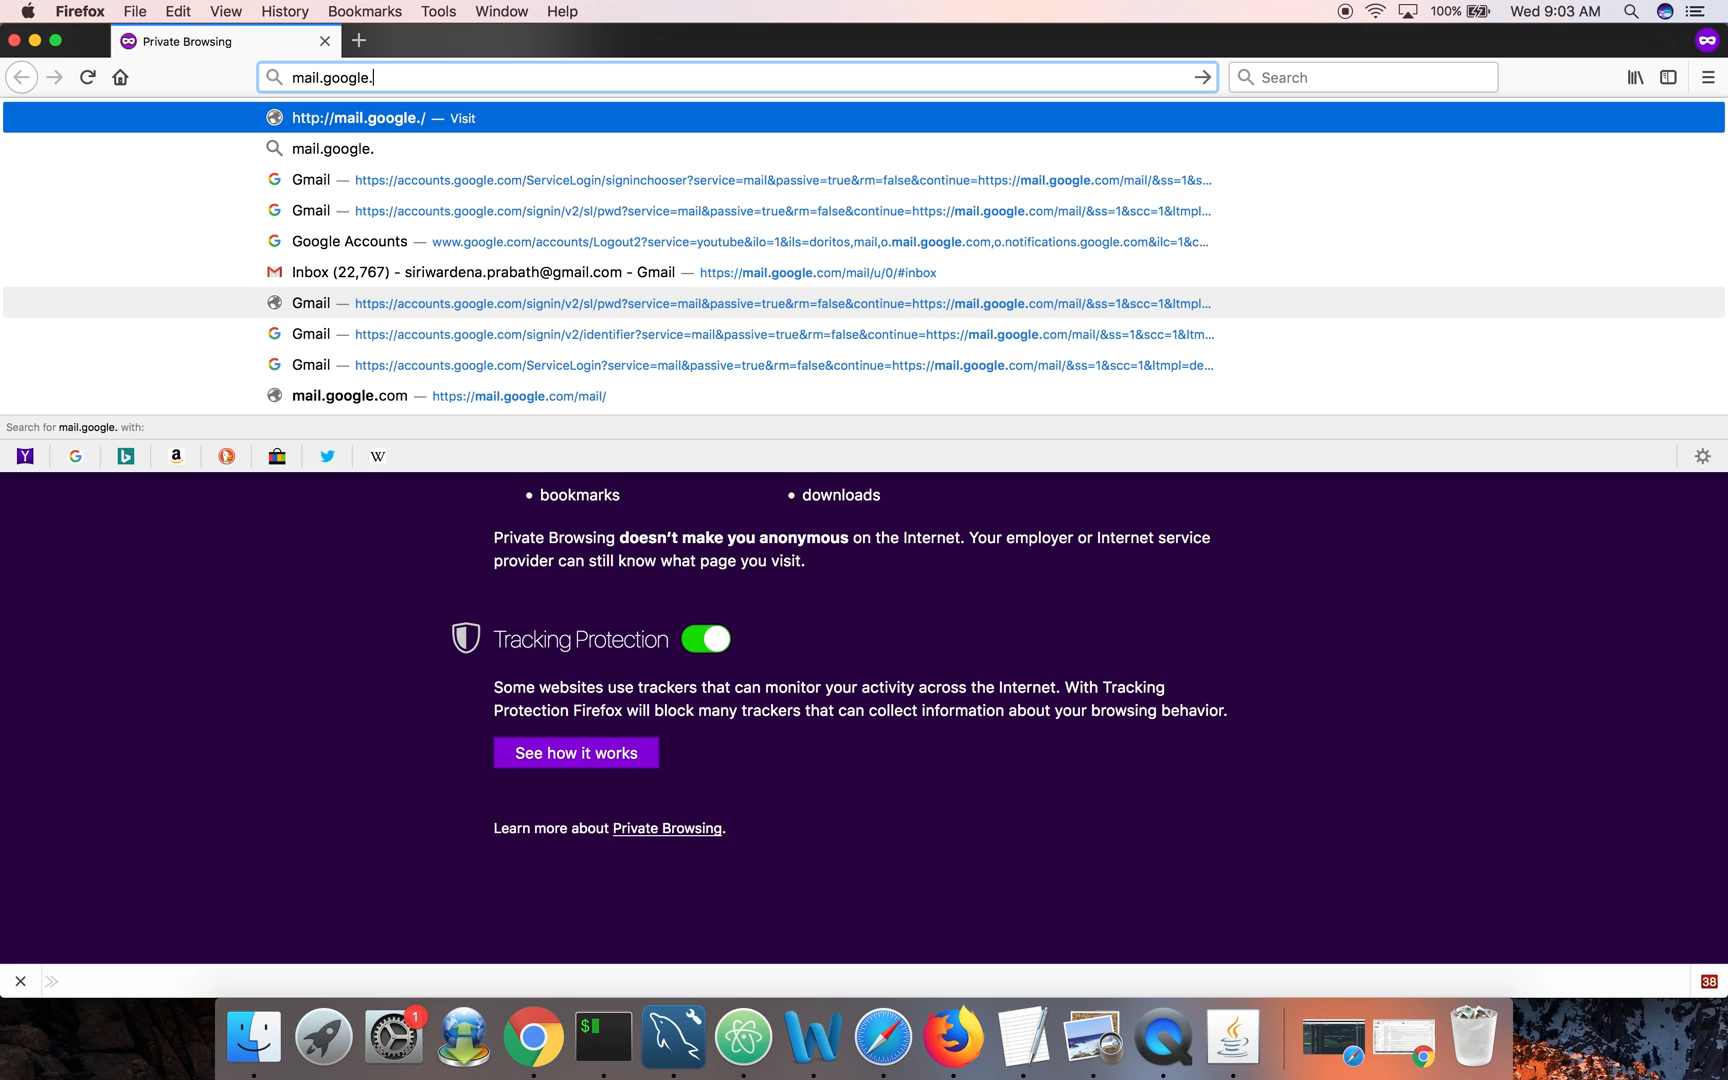 Firefox File Edit View History Bookmarks Tools Window Help 100% Wed 9:03 AM
Private Browsing
mail.google. Search
http://mail.google./ — Visit
mail.google.
Gmail — https://accounts.google.com/ServiceLogin/signinchooser?service=mail&passive=true&rm=false&continue=https://mail.google.com/mail/&ss=1&s...
Gmail — https://accounts.google.com/signin/v2/sl/pwd?service=mail&passive=true&rm=false&continue=https://mail.google.com/mail/&ss=1&scc=1&ltmpl...
Google Accounts — www.google.com/accounts/Logout2?service=youtube&ilo=1&ils=doritos,mail,o.mail.google.com,o.notifications.google.com&ilc=1&c...
Inbox (22,767) - siriwardena.prabath@gmail.com - Gmail — https://mail.google.com/mail/u/0/#inbox
Gmail — https://accounts.google.com/signin/v2/sl/pwd?service=mail&passive=true&rm=false&continue=https://mail.google.com/mail/&ss=1&scc=1&ltmpl...
Gmail — https://accounts.google.com/signin/v2/identifier?service=mail&passive=true&rm=false&continue=https://mail.google.com/mail/&ss=1&scc=1&ltm...
Gmail — https://accounts.google.com/ServiceLogin?service=mail&passive=true&rm=false&continue=https://mail.google.com/mail/&ss=1&scc=1&ltmpl=de...
mail.google.com — https://mail.google.com/mail/
Search for mail.google. with:
• bookmarks • downloads
Private Browsing doesn't make you anonymous on the Internet. Your employer or Internet service
provider can still know what page you visit.
Tracking Protection
Some websites use trackers that can monitor your activity across the Internet. With Tracking
Protection Firefox will block many trackers that can collect information about your browsing behavior.
See how it works
Learn more about Private Browsing.
38
1